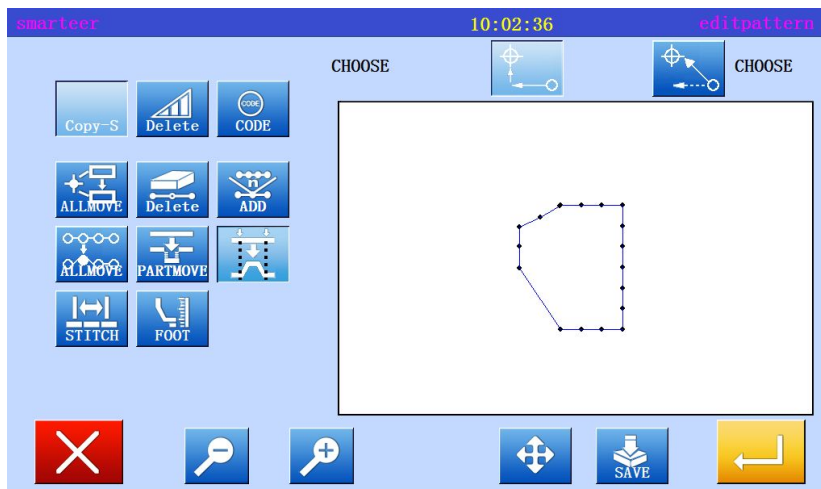 smarteer 10:02:36 editpattern
CHOOSE CHOOSE
Copy-S Delete CODE CODE
ALLMOVE Delete n ADD
ALLMOVE PARTMOVE
STITCH FOOT
SAVE